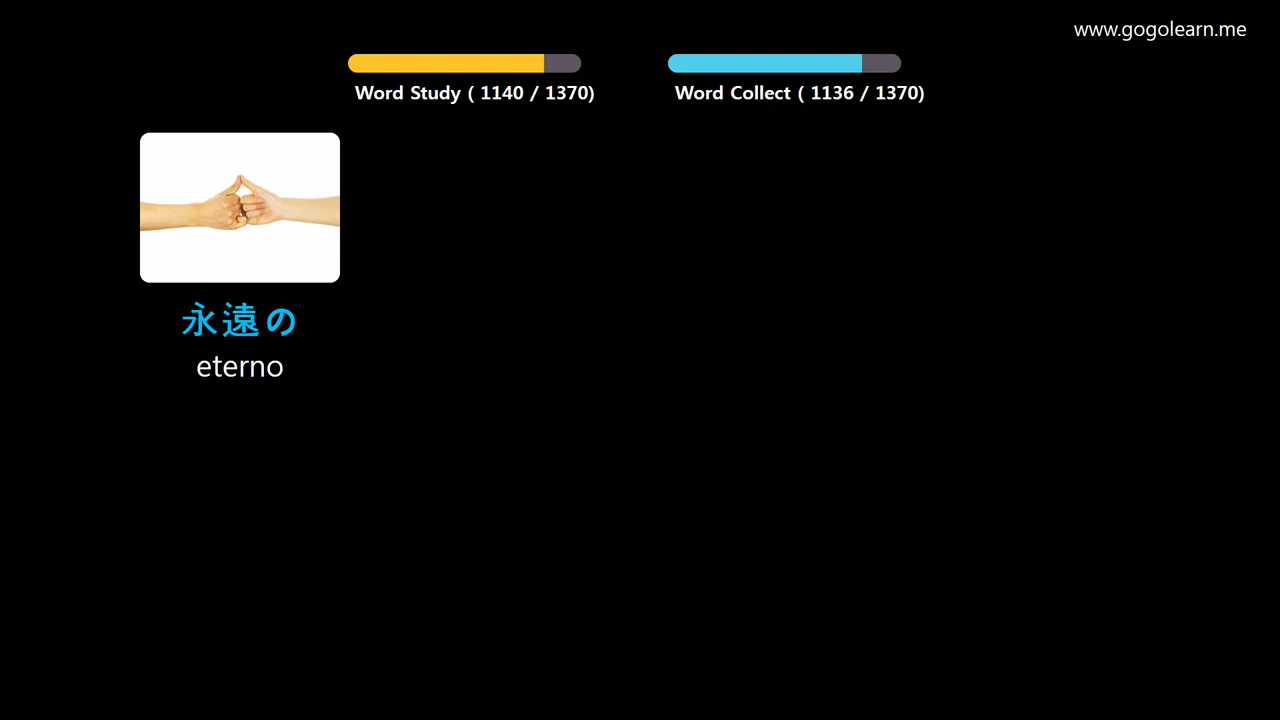 www.gogolearn.me
Word Study ( 1140 / 1370)
Word Collect ( 1136 / 1370)
永遠の
eterno